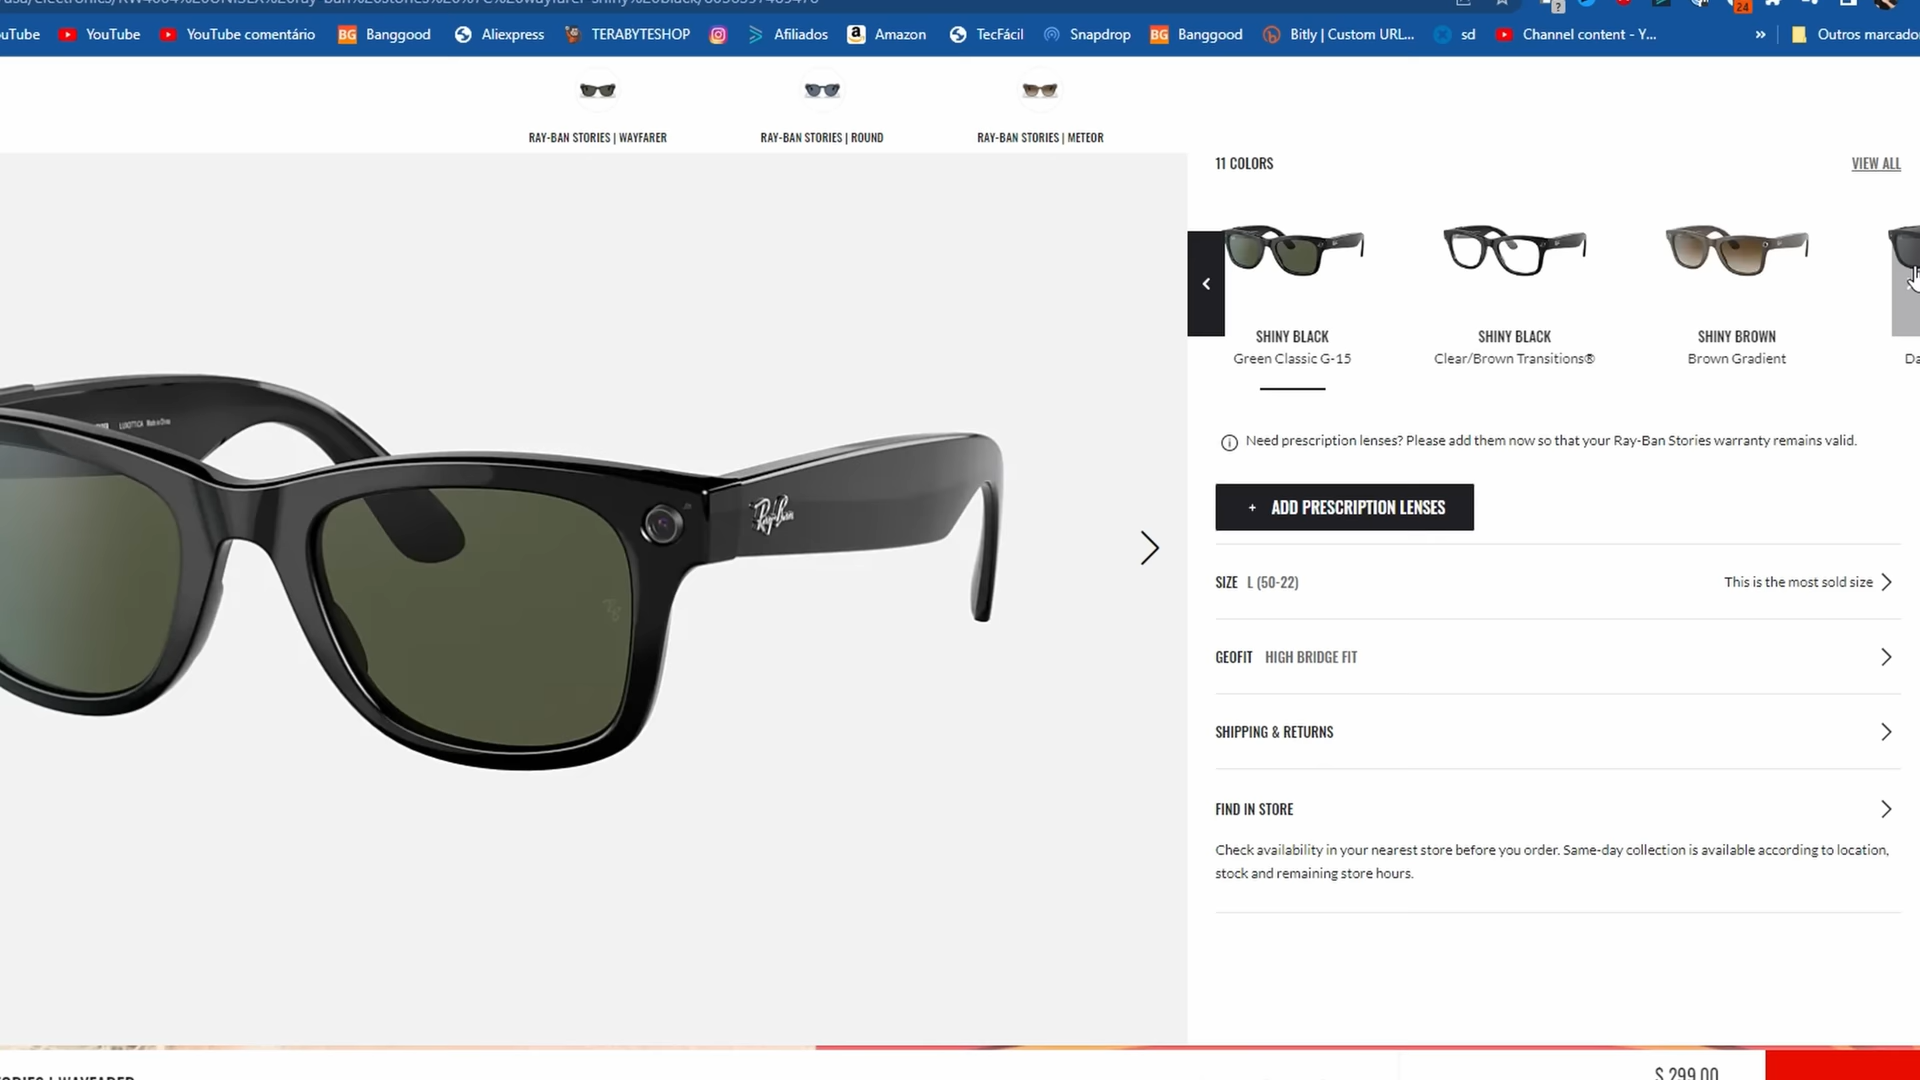 YouTube
YouTube comentário
Banggood
Aliexpress
TERABYTESHOP
Afiliados
Amazon
TecFácil
Snapdrop
Banggood
Bitly | Custom URL...
sd
Channel content - Y...
»
Outros marcado
24
RAY-BAN STORIES | WAYFARER
RAY-BAN STORIES | ROUND
RAY-BAN STORIES | METEOR
11 COLORS
VIEW ALL
SHINY BLACK
Green Classic G-15
SHINY BLACK
Clear/Brown Transitions®
SHINY BROWN
Brown Gradient
Da
Ray-Ban
Need prescription lenses? Please add them now so that your Ray-Ban Stories warranty remains valid.
+ ADD PRESCRIPTION LENSES
SIZE L (50-22)
This is the most sold size
GEOFIT HIGH BRIDGE FIT
SHIPPING & RETURNS
FIND IN STORE
Check availability in your nearest store before you order. Same-day collection is available according to location,
stock and remaining store hours.
$ 299.00